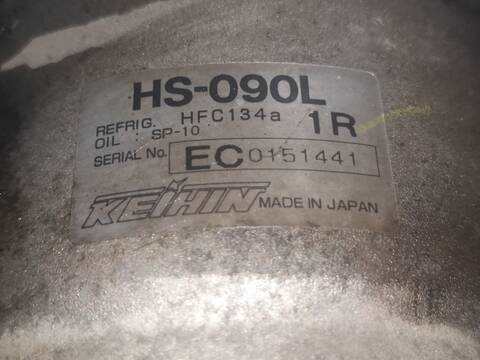 HS-090L
REFRIG. HFC134a 1R
OIL : SP-10
SERIAL No. EC0151441
KEIHIN MADE IN JAPAN